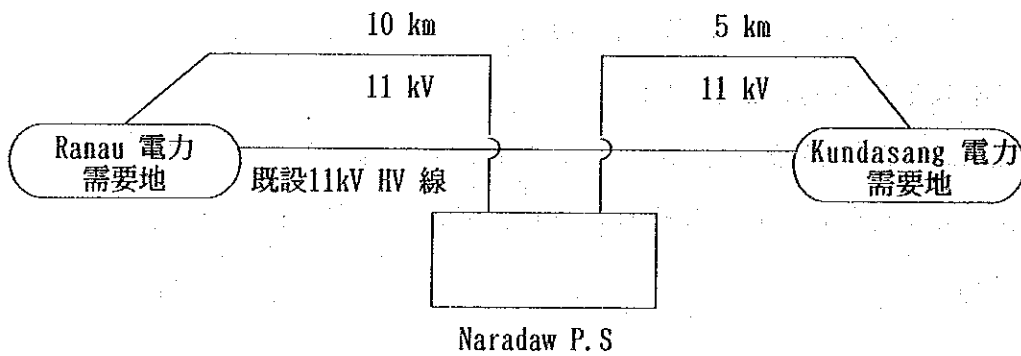 10 km
5 km
11 kV
11 kV
Ranau 電力
需要地
Kundasang 電力
需要地
既設11kV HV 線
Naradaw P.S